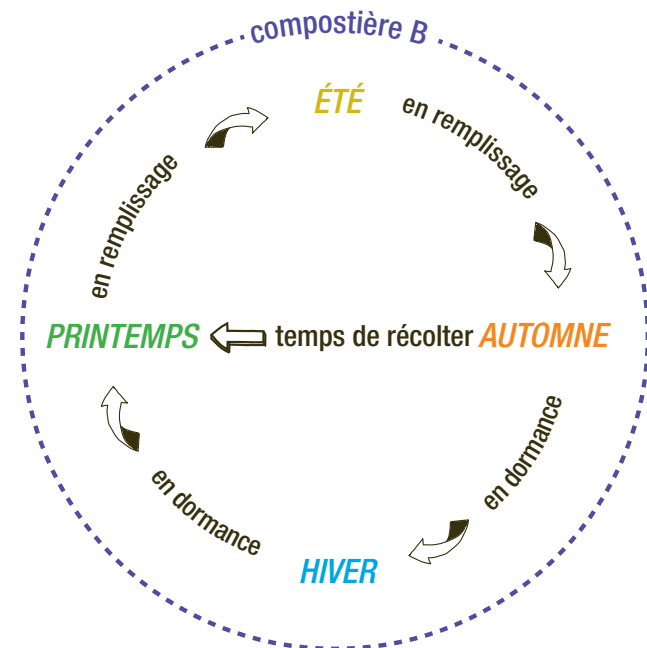 compostière B
ÉTÉ
en remplissage
en remplissage
PRINTEMPS
temps de récolter
AUTOMNE
en dormance
en dormance
HIVER